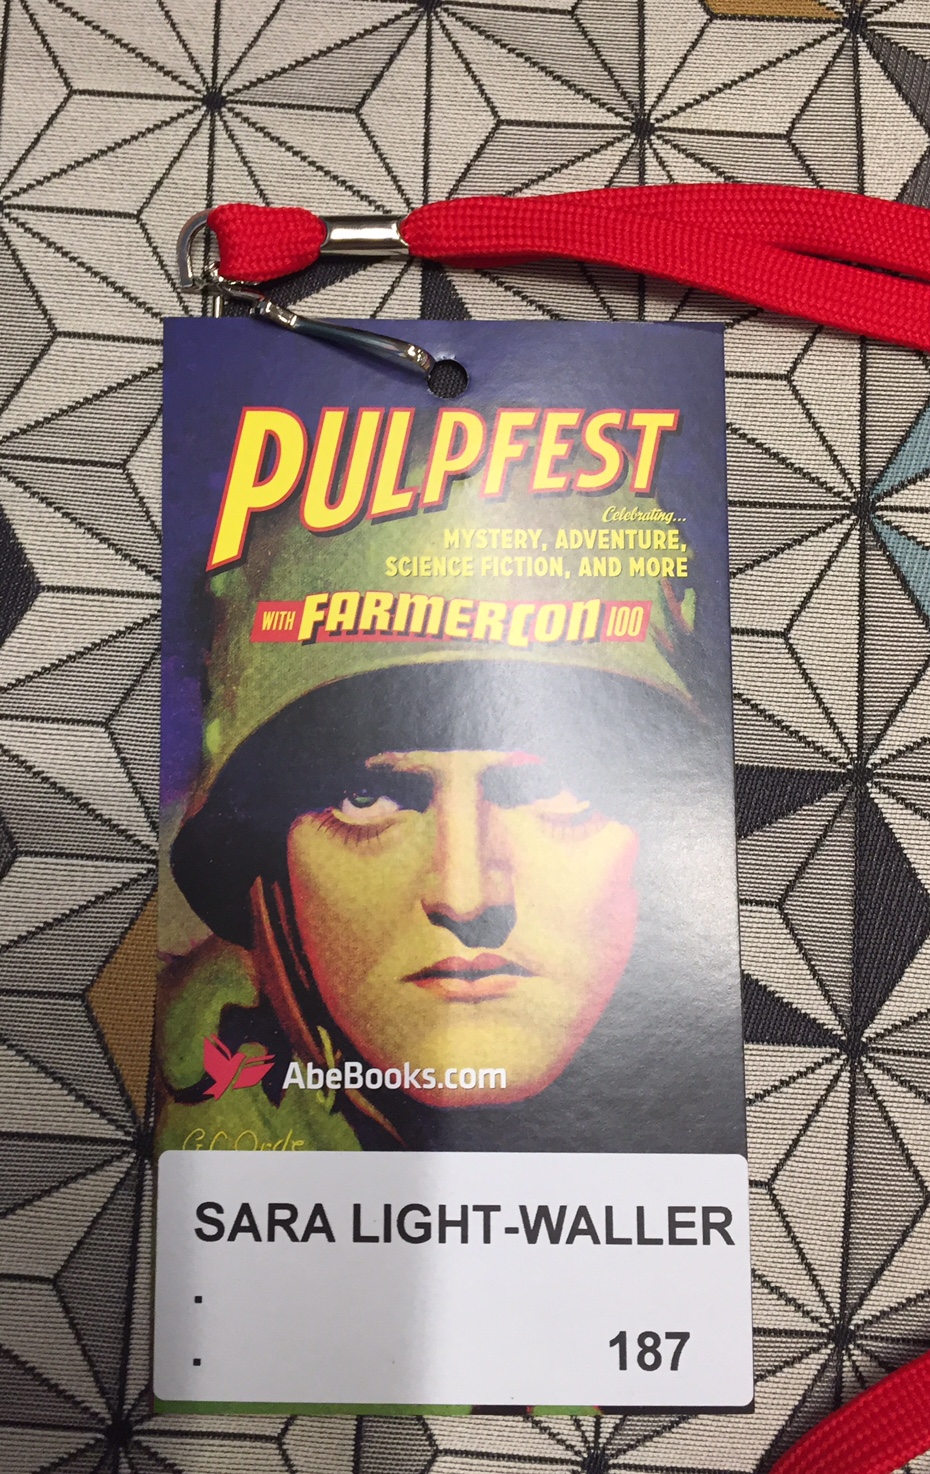 PULPFEST
Celebrating...
MYSTERY, ADVENTURE,
SCIENCE FICTION, AND MORE
WITH FARMERCON 100
AbeBooks.com
SARA LIGHT-WALLER
.
.
187